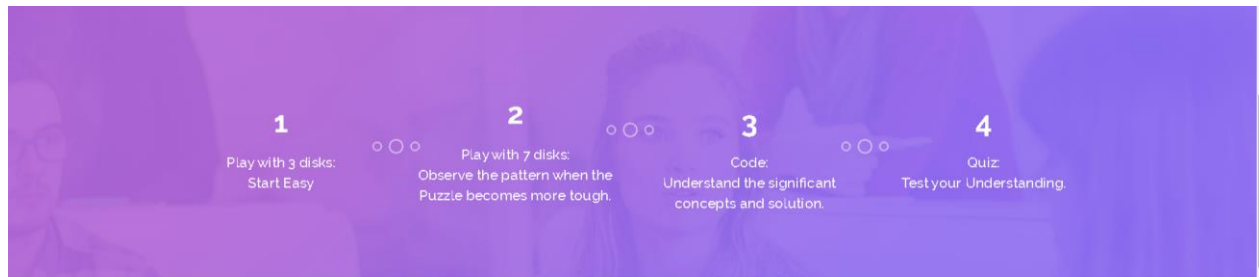 1
Play with 3 disks:
Start Easy
2
Play with 7 disks:
Observe the pattern when the
Puzzle becomes more tough.
3
Code:
Understand the significant
concepts and solution.
4
Quiz:
Test your Understanding.